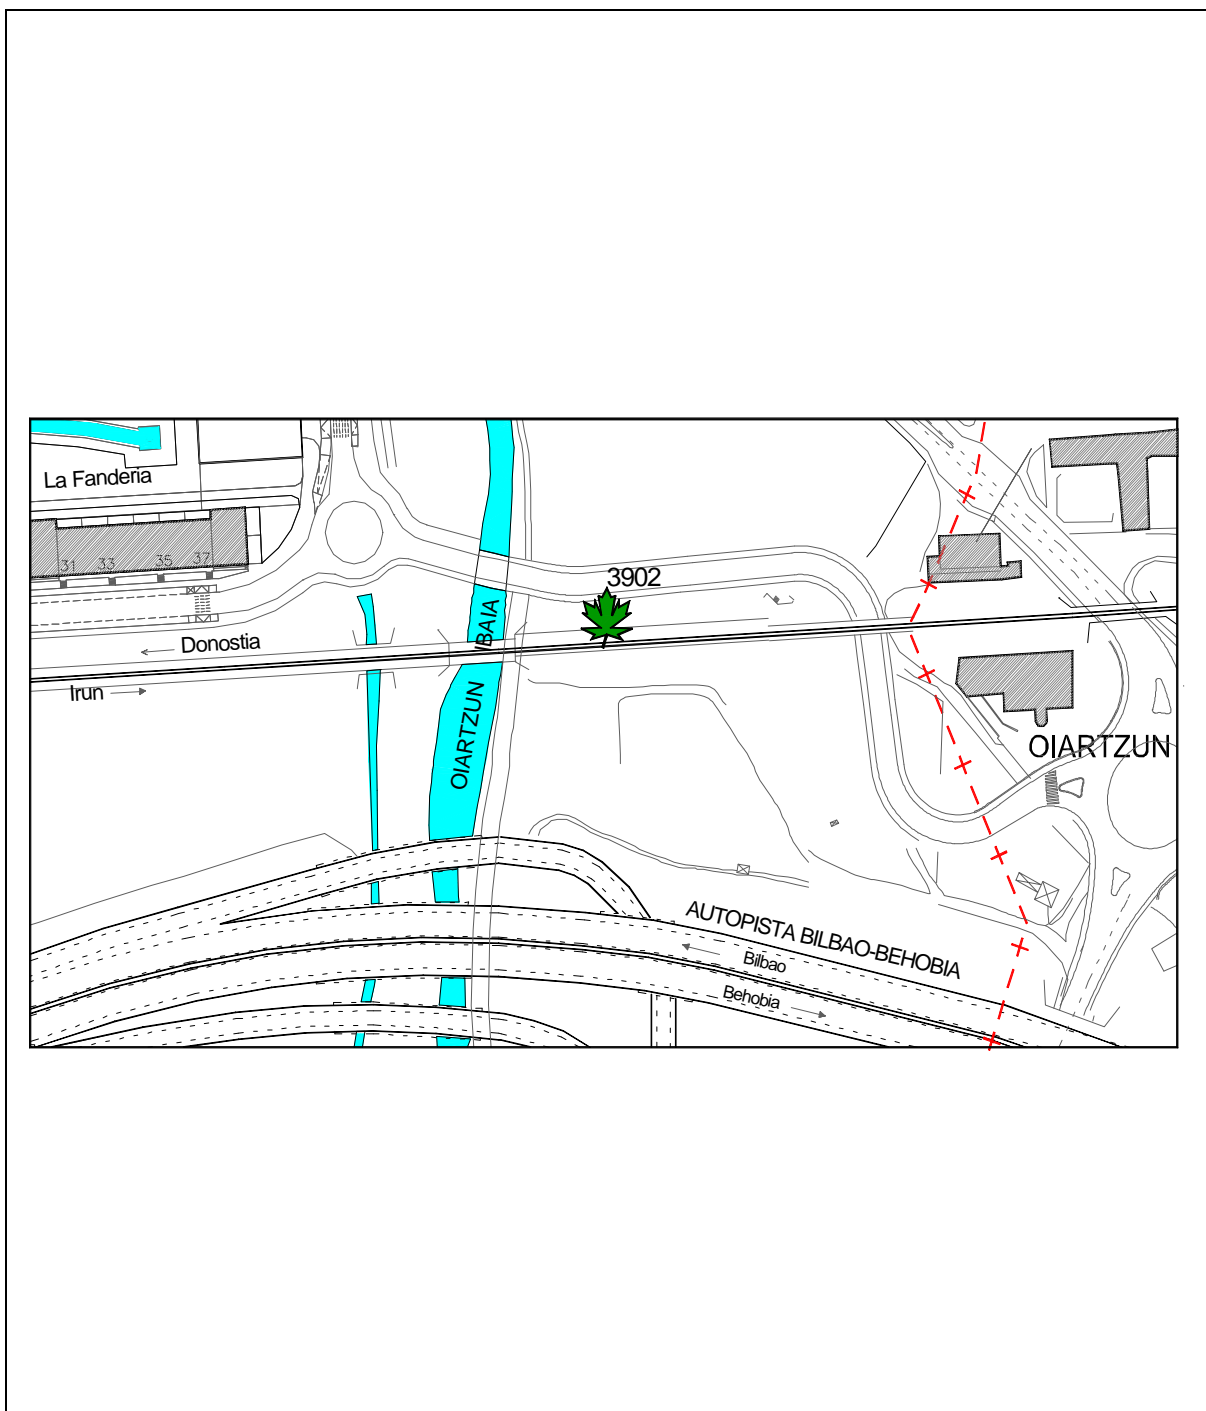 La Fanderia
31
33
35
37
3902
Donostia
Irun
OIARTZUN IBAIA
OIARTZUN
AUTOPISTA BILBAO-BEHOBIA
Bilbao
Behobia